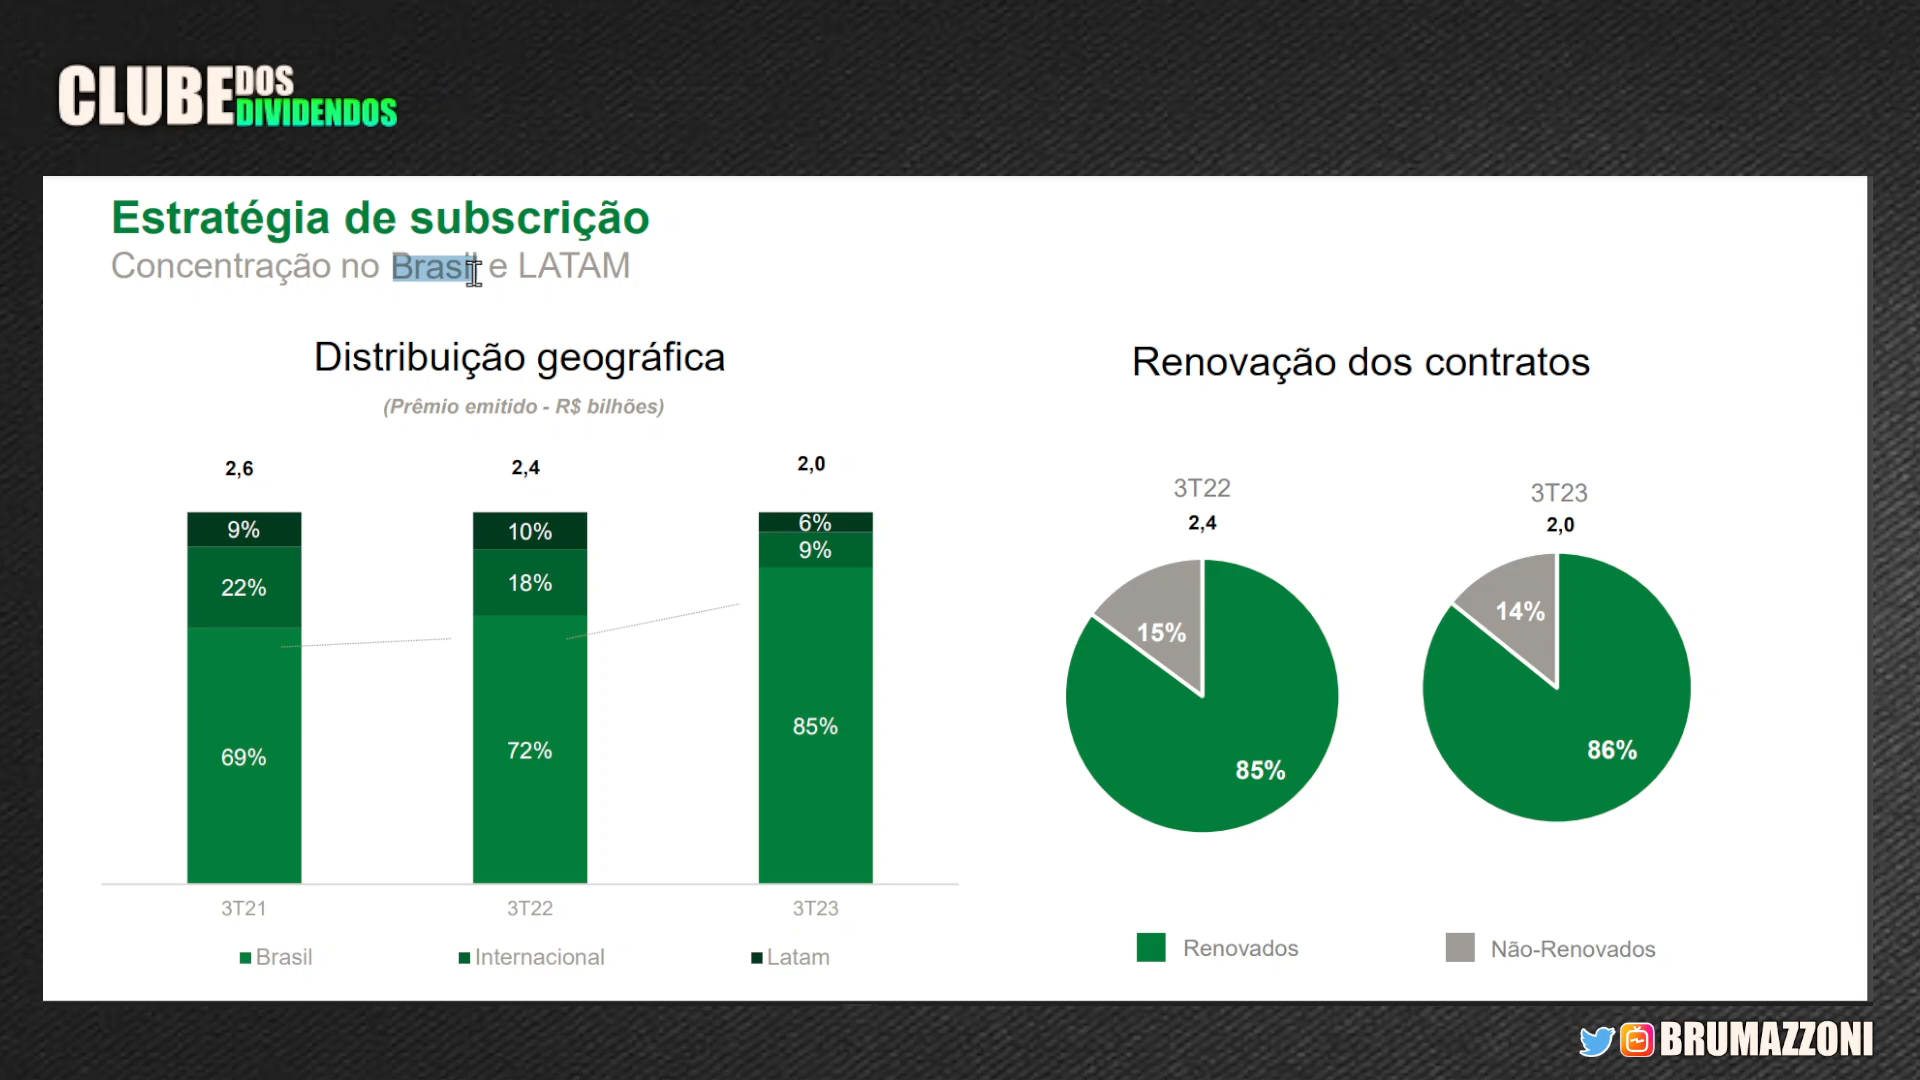 CLUBE DOS
DIVIDENDOS
Estratégia de subscrição
Concentração no Brasil e LATAM
Distribuição geográfica
(Prêmio emitido - R$ bilhões)
2,6
2,4
2,0
9%
10%
6%
22%
18%
9%
69%
72%
85%
3T21
3T22
3T23
Brasil
Internacional
Latam
Renovação dos contratos
3T22
3T23
2,4
2,0
15%
14%
85%
86%
Renovados
Não-Renovados
BRUMAZZONI